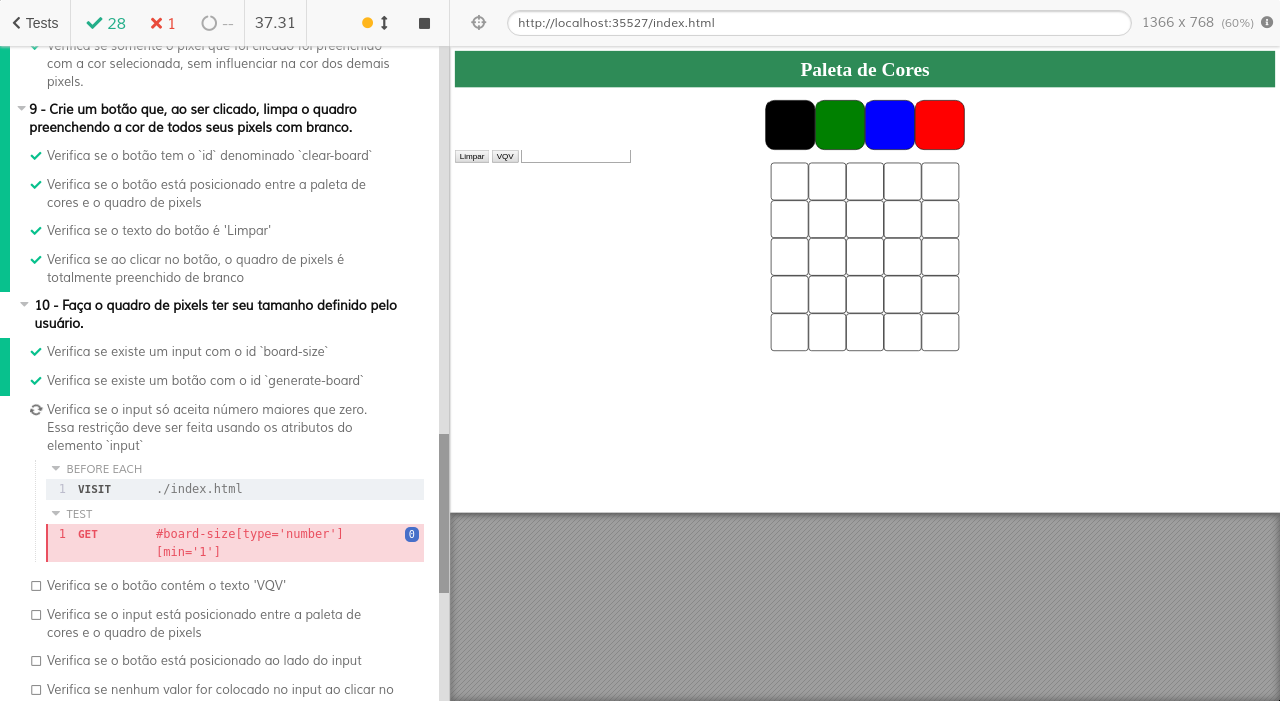 Tests 28 1 -- 37.31 http://localhost:35527/index.html 1366 x 768 (60%)
Verifica se somente o pixel que foi clicado foi preenchido
com a cor selecionada, sem influenciar na cor dos demais
pixels.
9 - Crie um botão que, ao ser clicado, limpa o quadro
preenchendo a cor de todos seus pixels com branco.
Verifica se o botão tem o `id` denominado `clear-board`
Verifica se o botão está posicionado entre a paleta de
cores e o quadro de pixels
Verifica se o texto do botão é 'Limpar'
Verifica se ao clicar no botão, o quadro de pixels é
totalmente preenchido de branco
10 - Faça o quadro de pixels ter seu tamanho definido pelo
usuário.
Verifica se existe um input com o id `board-size`
Verifica se existe um botão com o id `generate-board`
Verifica se o input só aceita número maiores que zero.
Essa restrição deve ser feita usando os atributos do
elemento `input`
BEFORE EACH
1 VISIT ./index.html
TEST
1 GET #board-size[type='number'] 0
[min='1']
Verifica se o botão contém o texto 'VQV'
Verifica se o input está posicionado entre a paleta de
cores e o quadro de pixels
Verifica se o botão está posicionado ao lado do input
Verifica se nenhum valor for colocado no input ao clicar no
Paleta de Cores
Limpar VQV